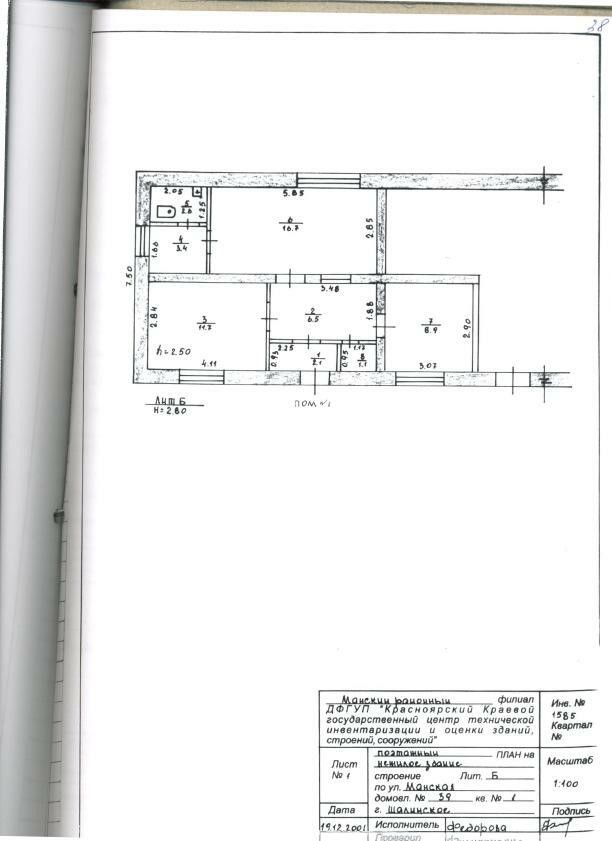 38
2.05
5.85
5
2.8
1.25
6
16.7
2.85
4
3.4
1.66
7.50
3.48
2.84
3
11.7
2
6.5
1.88
7
8.9
2.90
h=2.50
4.11
2.25
0.93
1
2.1
1.17
0.95
8
1.1
3.07
Лит Б
H=2.80
ПОМ №1
Манский районный филиал
ДФГУП "Красноярский Краевой
государственный центр технической
инвентаризации и оценки зданий,
строений, сооружений"
Инв. №
1585
Квартал
№
Лист
№ 1
поэтажный ПЛАН на
нежилое здание
строение Лит. Б
по ул. Манская
домовл. № 39 кв. № 1
Масштаб
1:100
Дата
г. Шалинское
Подпись
19.12.2001
Исполнитель Федорова
Проверил